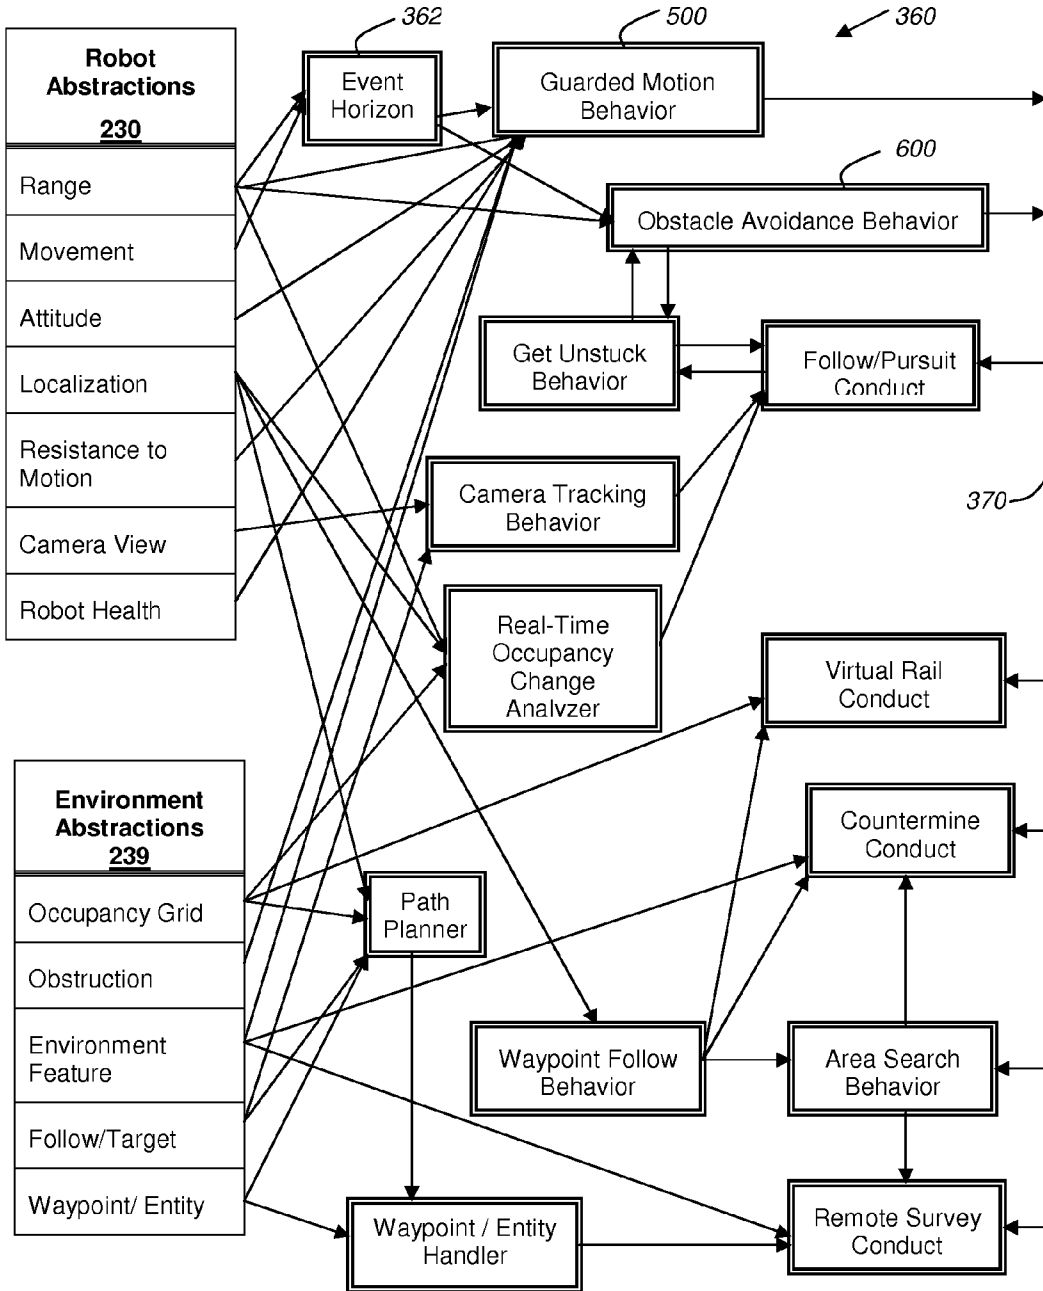 362
500
360
Robot
Abstractions
230
Range
Movement
Attitude
Localization
Resistance to
Motion
Camera View
Robot Health
Event
Horizon
Guarded Motion
Behavior
600
Obstacle Avoidance Behavior
Get Unstuck
Behavior
Follow/Pursuit
Conduct
370
Camera Tracking
Behavior
Real-Time
Occupancy
Change
Analyzer
Virtual Rail
Conduct
Environment
Abstractions
239
Occupancy Grid
Obstruction
Environment
Feature
Follow/Target
Waypoint/ Entity
Countermine
Conduct
Path
Planner
Waypoint Follow
Behavior
Area Search
Behavior
Waypoint / Entity
Handler
Remote Survey
Conduct